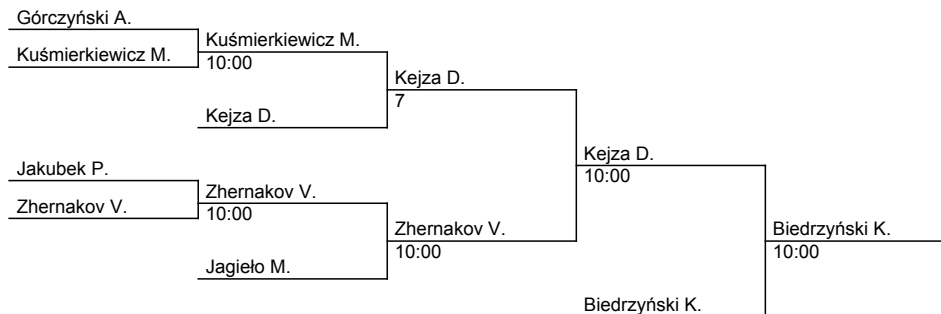 Górczyński A.
Kuśmierkiewicz M.
Kuśmierkiewicz M.
10:00
Kejza D.
7
Kejza D.
Kejza D.
10:00
Jakubek P.
Zhernakov V.
Zhernakov V.
10:00
Zhernakov V.
10:00
Jagieło M.
Biedrzyński K.
10:00
Biedrzyński K.